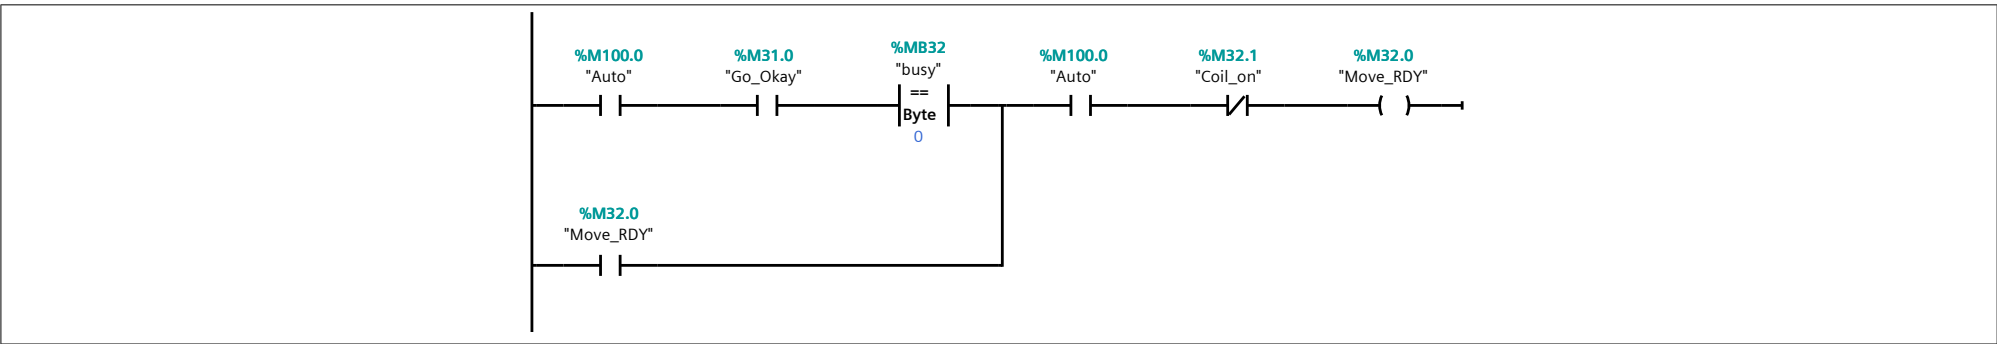 %M100.0
"Auto"
%M31.0
"Go_Okay"
%MB32
"busy"
==
Byte
0
%M100.0
"Auto"
%M32.1
"Coil_on"
%M32.0
"Move_RDY"
%M32.0
"Move_RDY"